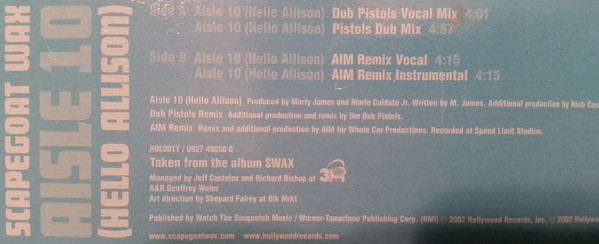 SCAPEGOAT WAX
AISLE 10
(HELLO ALLISON)
Side A Aisle 10 (Hello Allison) Dub Pistols Vocal Mix 4:01
Aisle 10 (Hello Allison) Pistols Dub Mix 4:57
Side B Aisle 10 (Hello Allison) AIM Remix Vocal 4:15
Aisle 10 (Hello Allison) AIM Remix Instrumental 4:15
Aisle 10 (Hello Allison) Produced by Marty James and Mario Caldato Jr. Written by M. James. Additional production by Rich Cos
Dub Pistols Remix Additional production and remix by the Dub Pistols.
AIM Remix Remix and additional production by AIM for Whole Car Productions. Recorded at Speed Limit Studios.
HOL001T / 0927 48050 0
Taken from the album SWAX
Managed by Jeff Castelaz and Richard Bishop at 3
A&R Geoffrey Weiss
Art direction by Shepard Fairey at Blk Mrkt
Published by Watch The Sasquatch Music / Warner-Tamerlane Publishing Corp. (BMI) ℗ 2002 Hollywood Records, Inc. © 2002 Hollywood
www.scapegoatwax.com www.hollywoodrecords.com